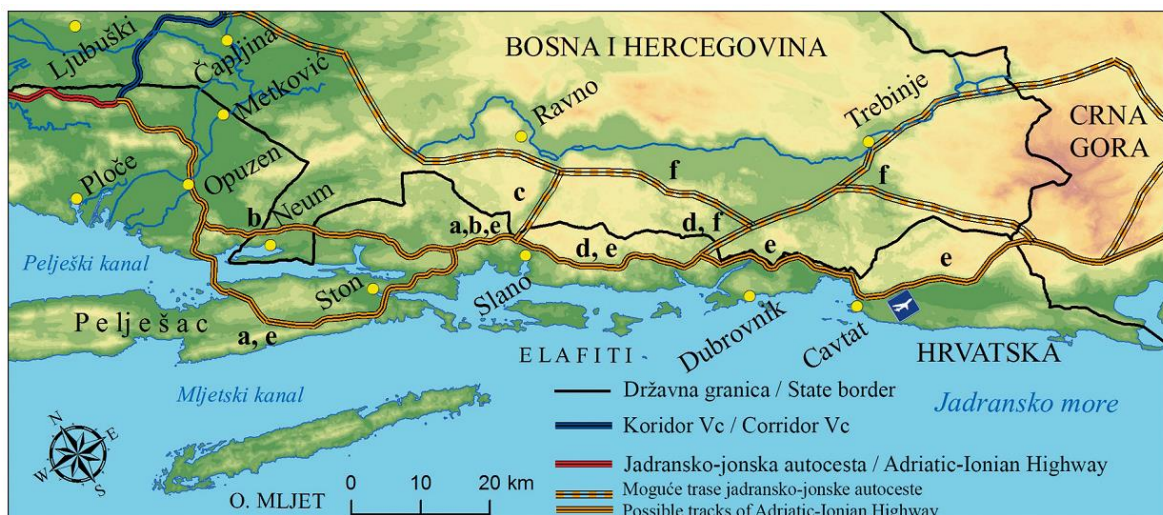 Ljubuški
Čapljina
Metković
BOSNA I HERCEGOVINA
Ravno
Trebinje
CRNA
GORA
Ploče
Opuzen
Neum
b
c
f
f
a,b,e
d, f
d, e
e
e
Pelješki kanal
Ston
Slano
Pelješac
a, e
ELAFITI
Dubrovnik
Cavtat
HRVATSKA
Mljetski kanal
Jadransko more
N
E
S
W
O. MLJET
0 10 20 km
Državna granica / State border
Koridor Vc / Corridor Vc
Jadransko-jonska autocesta / Adriatic-Ionian Highway
Moguće trase jadransko-jonske autoceste
Possible tracks of Adriatic-Ionian Highway